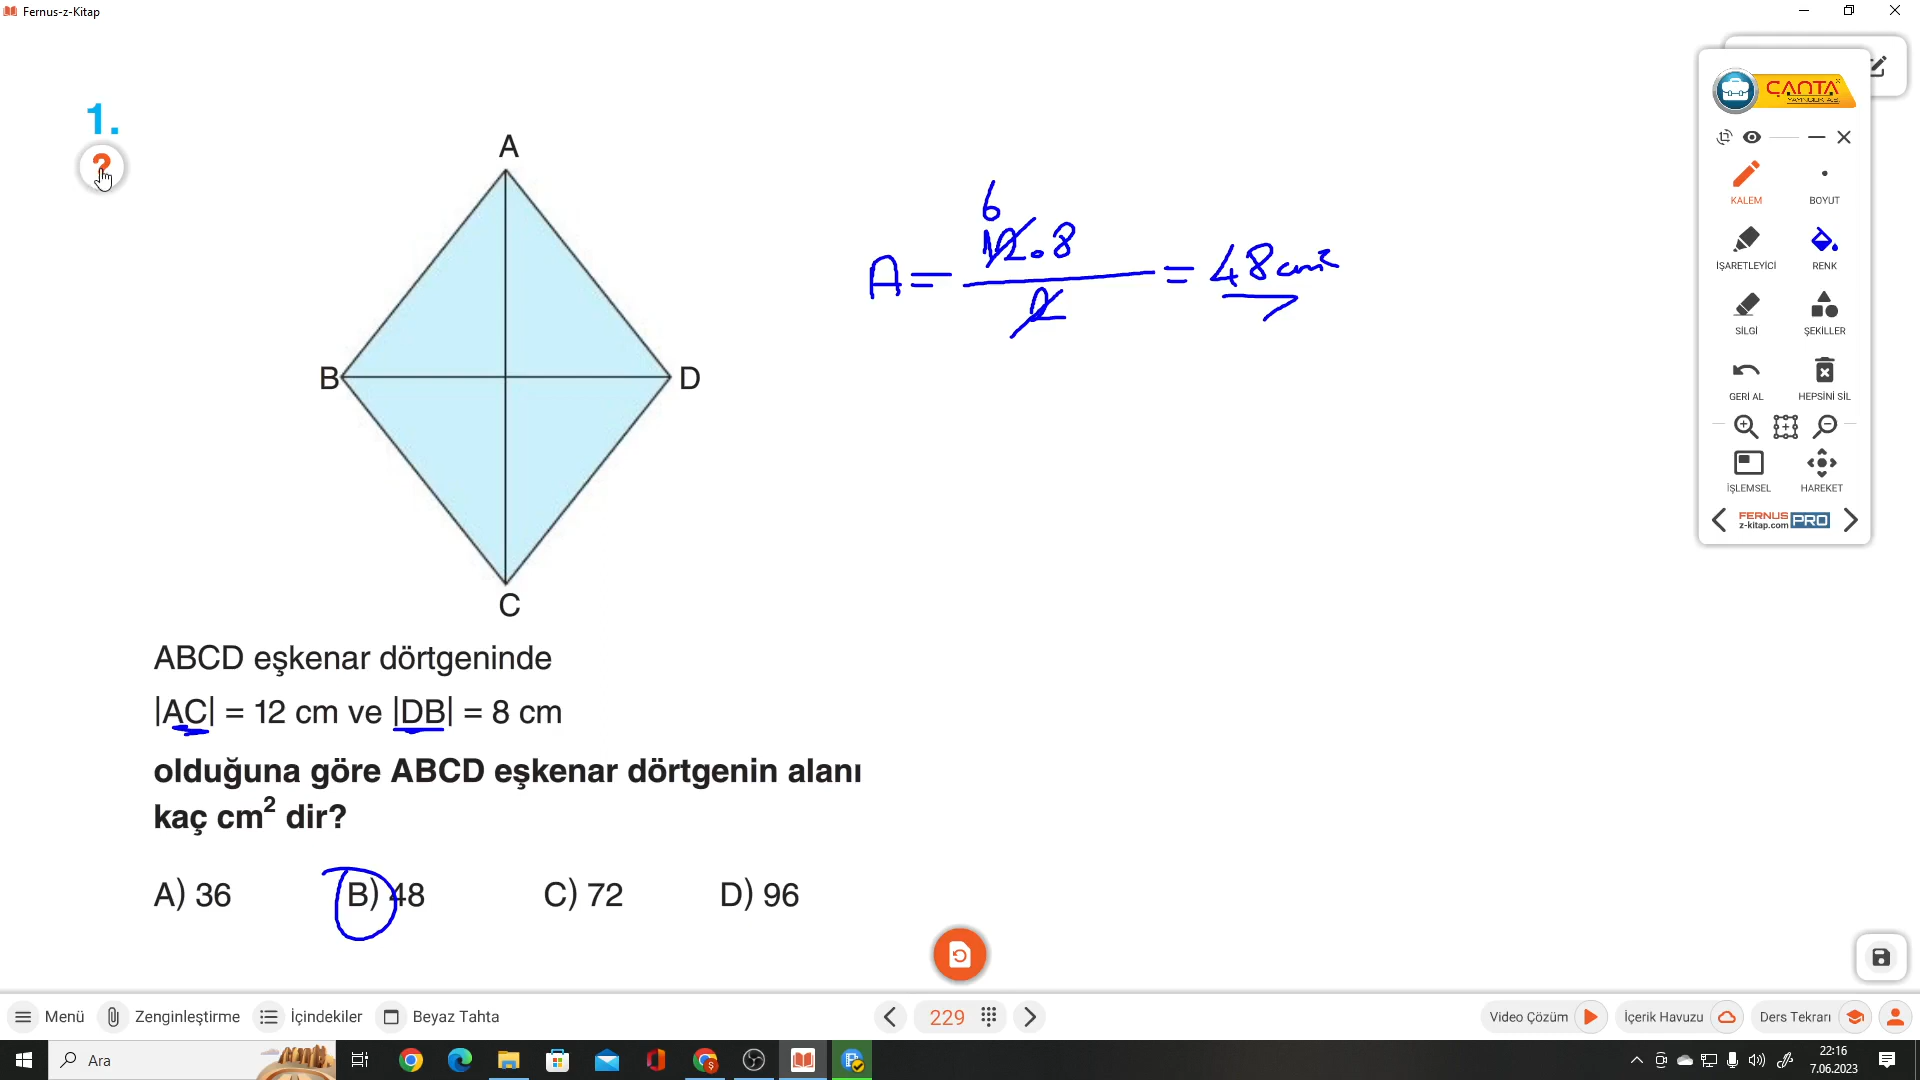 Fernus-z-Kitap
1.
?
A
B
D
C
6
A = 12.8 / 2 = 48 cm²
ABCD eşkenar dörtgeninde
|AC| = 12 cm ve |DB| = 8 cm
olduğuna göre ABCD eşkenar dörtgenin alanı
kaç cm² dir?
A) 36 B) 48 C) 72 D) 96
ÇANTA
YAYINCILIK A.Ş.
KALEM BOYUT
İŞARETLEYİCİ RENK
SİLGİ ŞEKİLLER
GERİ AL HEPSİNİ SİL
İŞLEMSEL HAREKET
FERNUS
z-kitap.com PRO
Menü Zenginleştirme İçindekiler Beyaz Tahta 229 Video Çözüm İçerik Havuzu Ders Tekrarı
Ara
22:16
7.06.2023